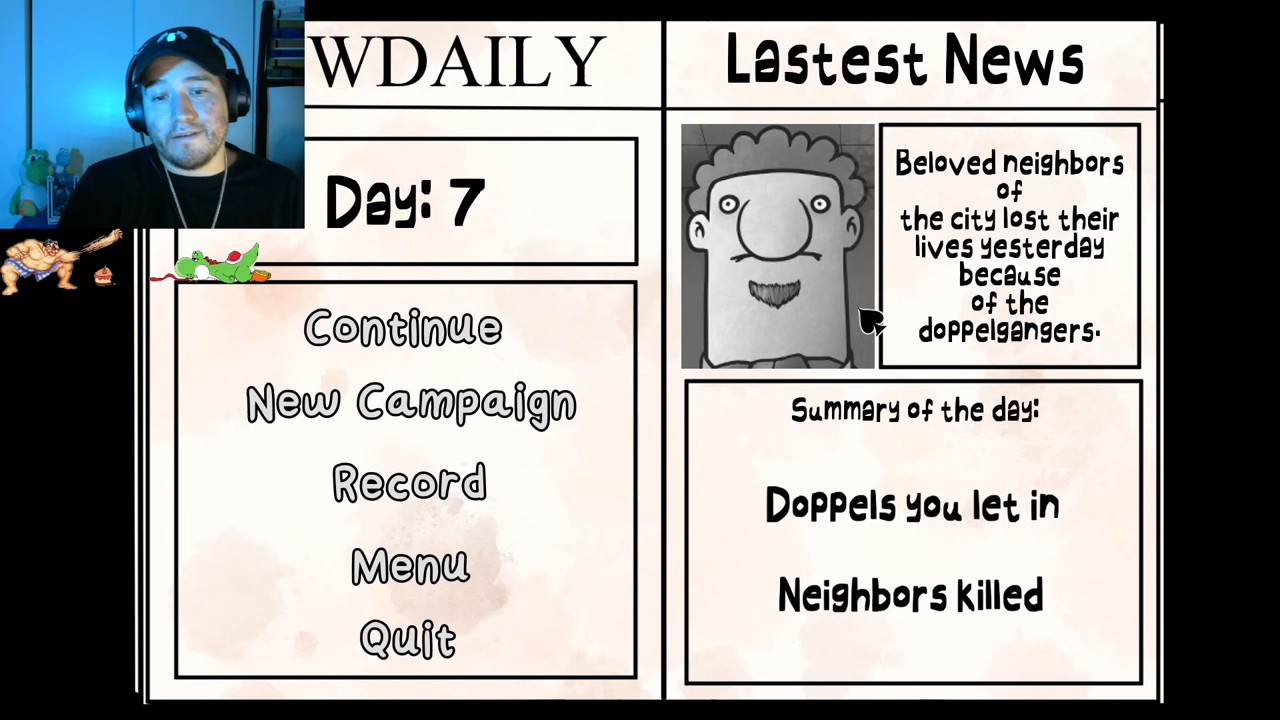 WDAILY
Day: 7
Continue
New Campaign
Record
Menu
Quit
Lastest News
Beloved neighbors
of
the city lost their
lives yesterday
because
of the
doppelgangers.
Summary of the day:
Doppels you let in
Neighbors killed